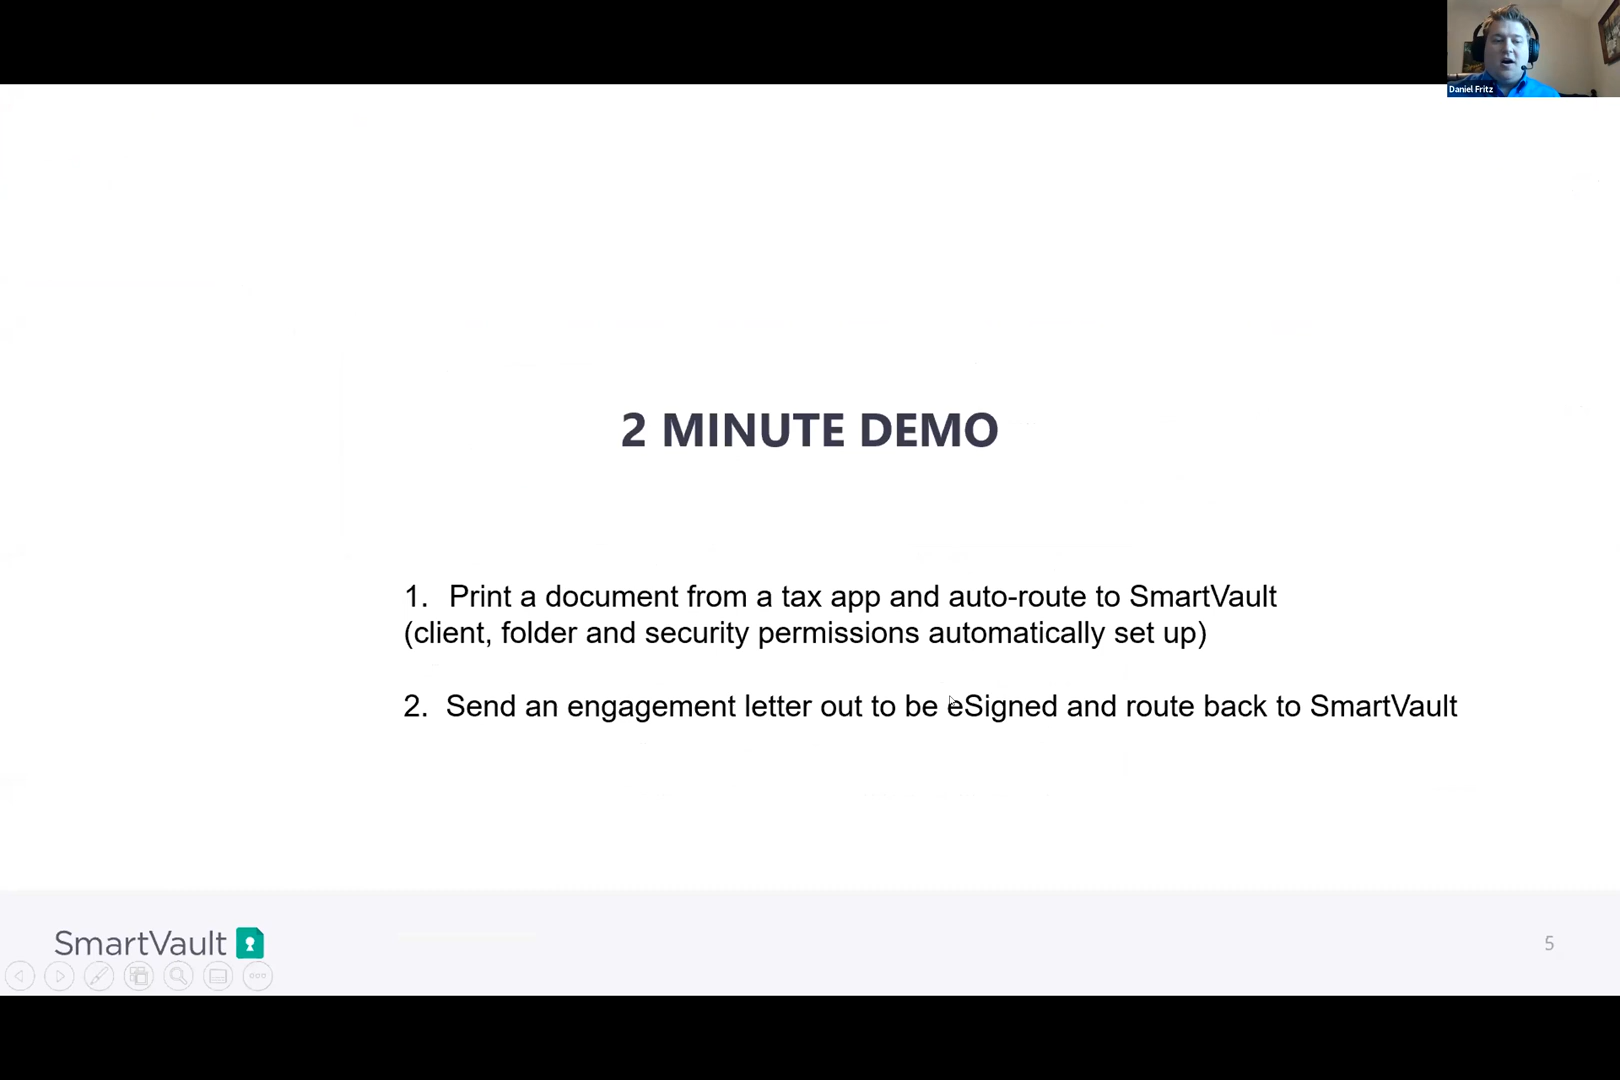 Daniel Fritz
2 MINUTE DEMO
1. Print a document from a tax app and auto-route to SmartVault
(client, folder and security permissions automatically set up)
2. Send an engagement letter out to be eSigned and route back to SmartVault
SmartVault
5